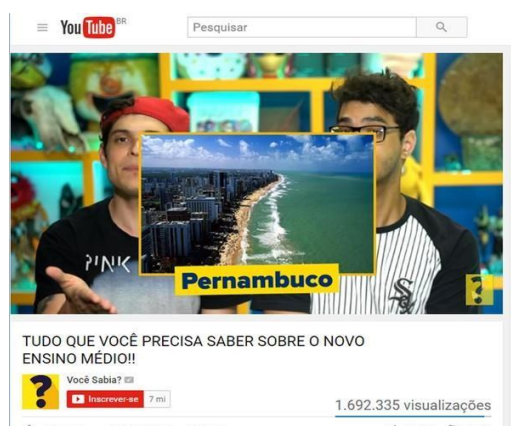 YouTube BR
Pesquisar
PINK
Pernambuco
Sox
?
TUDO QUE VOCÊ PRECISA SABER SOBRE O NOVO
ENSINO MÉDIO!!
?
Você Sabia?
Inscrever-se 7 mi
1.692.335 visualizações